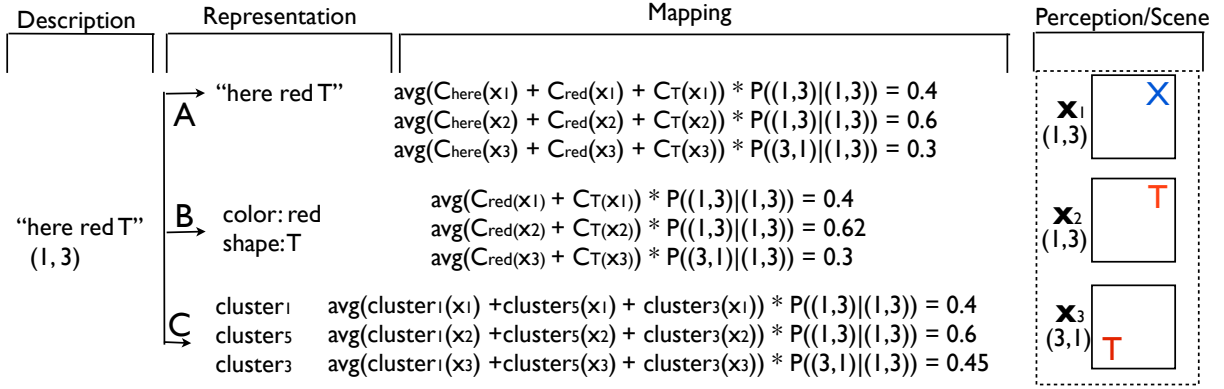 Description
Representation
Mapping
Perception/Scene
"here red T"
(1, 3)
A
"here red T"
avg(Chere(x1) + Cred(x1) + CT(x1)) * P((1,3)|(1,3)) = 0.4
avg(Chere(x2) + Cred(x2) + CT(x2)) * P((1,3)|(1,3)) = 0.6
avg(Chere(x3) + Cred(x3) + CT(x3)) * P((3,1)|(1,3)) = 0.3
B
color: red
shape:T
avg(Cred(x1) + CT(x1)) * P((1,3)|(1,3)) = 0.4
avg(Cred(x2) + CT(x2)) * P((1,3)|(1,3)) = 0.62
avg(Cred(x3) + CT(x3)) * P((3,1)|(1,3)) = 0.3
C
cluster1
cluster5
cluster3
avg(cluster1(x1) +cluster5(x1) + cluster3(x1)) * P((1,3)|(1,3)) = 0.4
avg(cluster1(x2) +cluster5(x2) + cluster3(x2)) * P((1,3)|(1,3)) = 0.6
avg(cluster1(x3) +cluster5(x3) + cluster3(x3)) * P((3,1)|(1,3)) = 0.45
x1
(1,3)
X
x2
(1,3)
T
x3
(3,1)
T